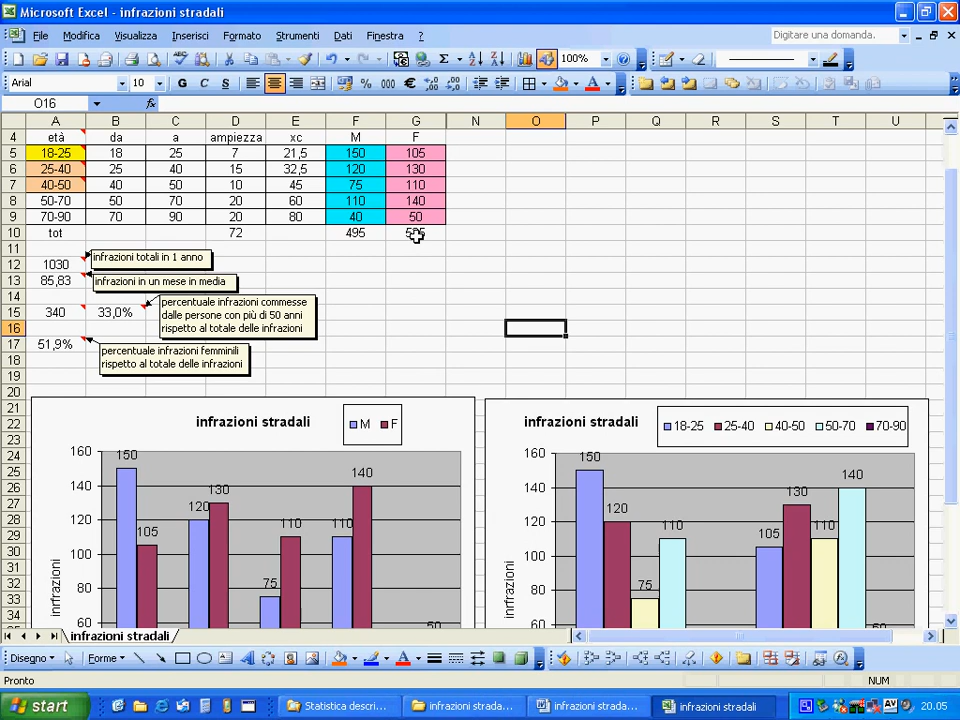 Microsoft Excel - infrazioni stradali
File Modifica Visualizza Inserisci Formato Strumenti Dati Finestra ? Digitare una domanda.
100%
Arial 10 G C S % 000 €
O16 fx
A B C D E F G N O P Q R S T U
4 età da a ampiezza xc M F
5 18-25 18 25 7 21,5 150 105
6 25-40 25 40 15 32,5 120 130
7 40-50 40 50 10 45 75 110
8 50-70 50 70 20 60 110 140
9 70-90 70 90 20 80 40 50
10 tot 72 495
11
infrazioni totali in 1 anno
12 1030
13 85,83 infrazioni in un mese in media
14
percentuale infrazioni commesse
15 340 33,0% dalle persone con più di 50 anni
16 rispetto al totale delle infrazioni
17 51,9%
percentuale infrazioni femminili
18 rispetto al totale delle infrazioni
19
20
21
22 infrazioni stradali M F
23
24 160 150
25
26 140 140
27 130
28 120 120
29 105 110 110
30
31 100
32
33 80 75
34
60
inrfrazioni
infrazioni stradali 18-25 25-40 40-50 50-70 70-90
160 150
140 140
130
120 120
105 110 110
100
80 75
60
inrfrazioni
infrazioni stradali
Disegno Forme
Pronto NUM
start Statistica descri... infrazioni strada... infrazioni strada... infrazioni stradali AV 20.05